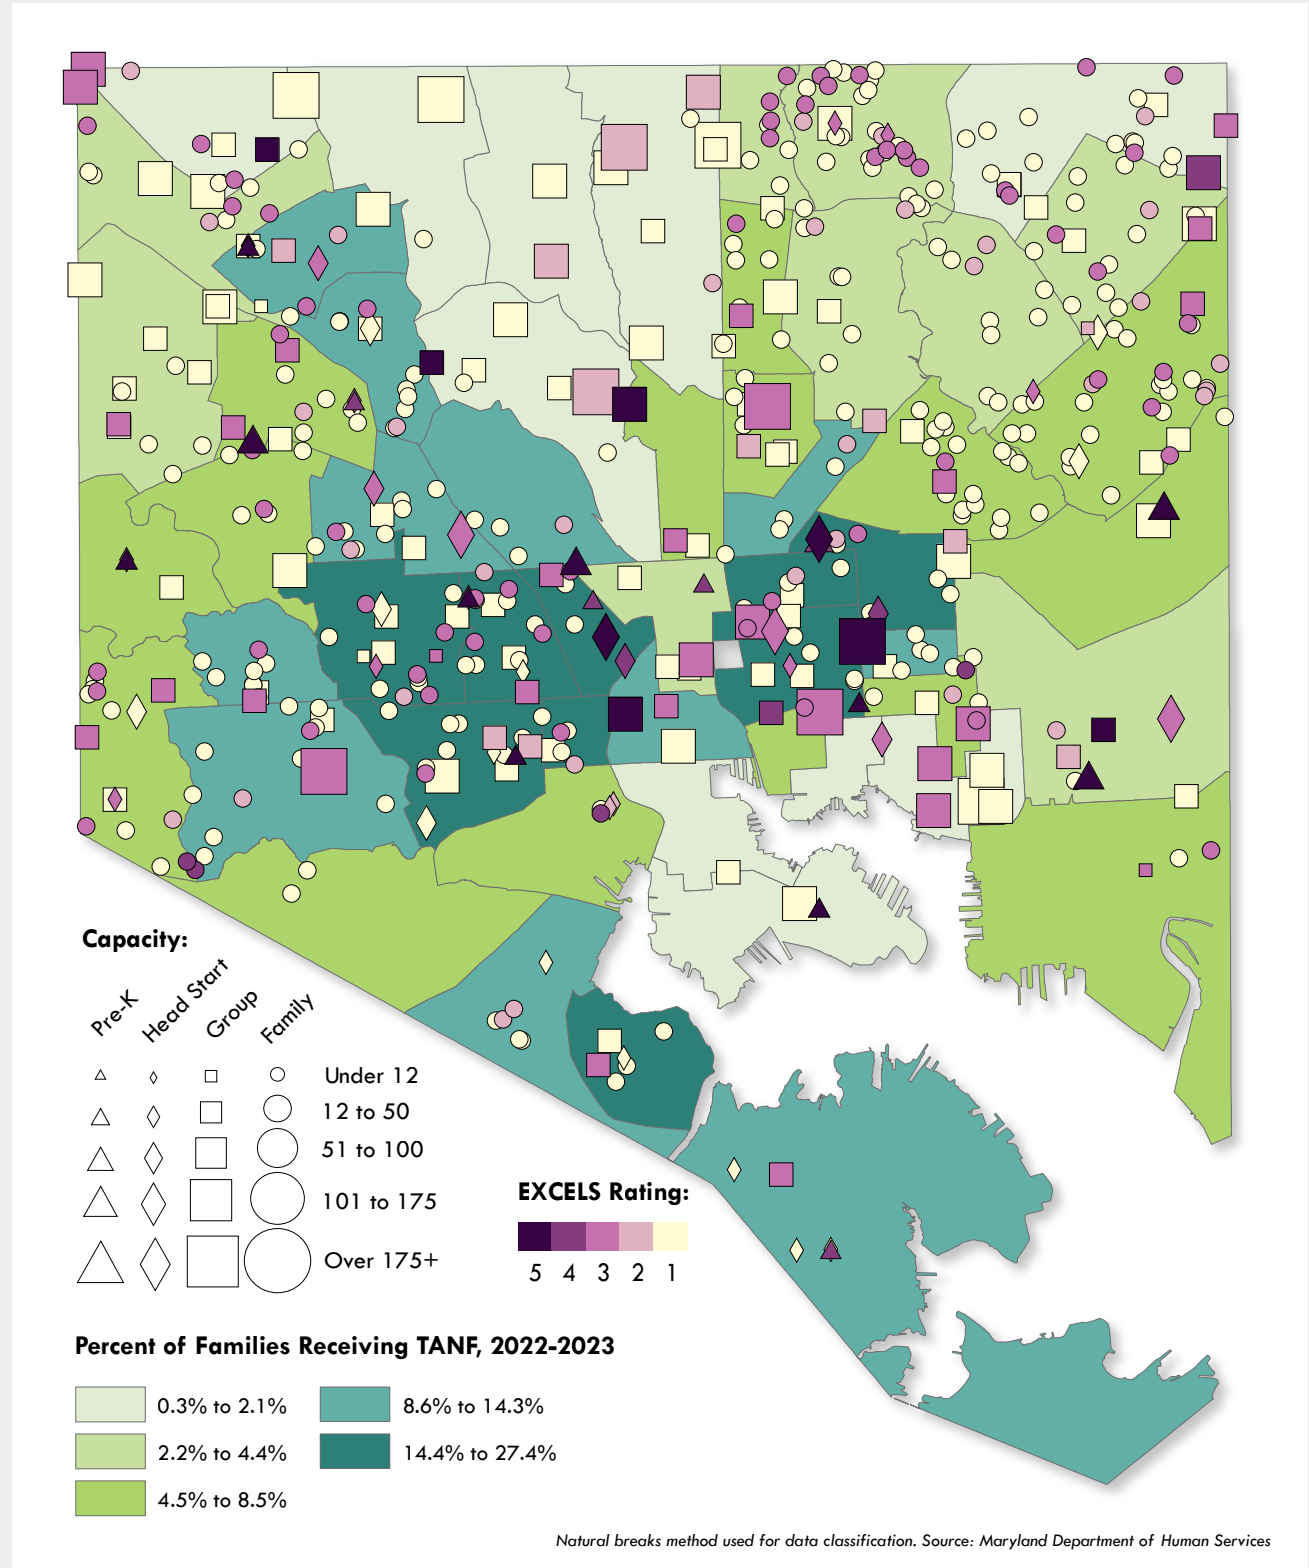 Capacity:
Pre-K
Head Start
Group
Family
Under 12
12 to 50
51 to 100
101 to 175
Over 175+
EXCELS Rating:
5 4 3 2 1
Percent of Families Receiving TANF, 2022-2023
0.3% to 2.1%
8.6% to 14.3%
2.2% to 4.4%
14.4% to 27.4%
4.5% to 8.5%
Natural breaks method used for data classification. Source: Maryland Department of Human Services